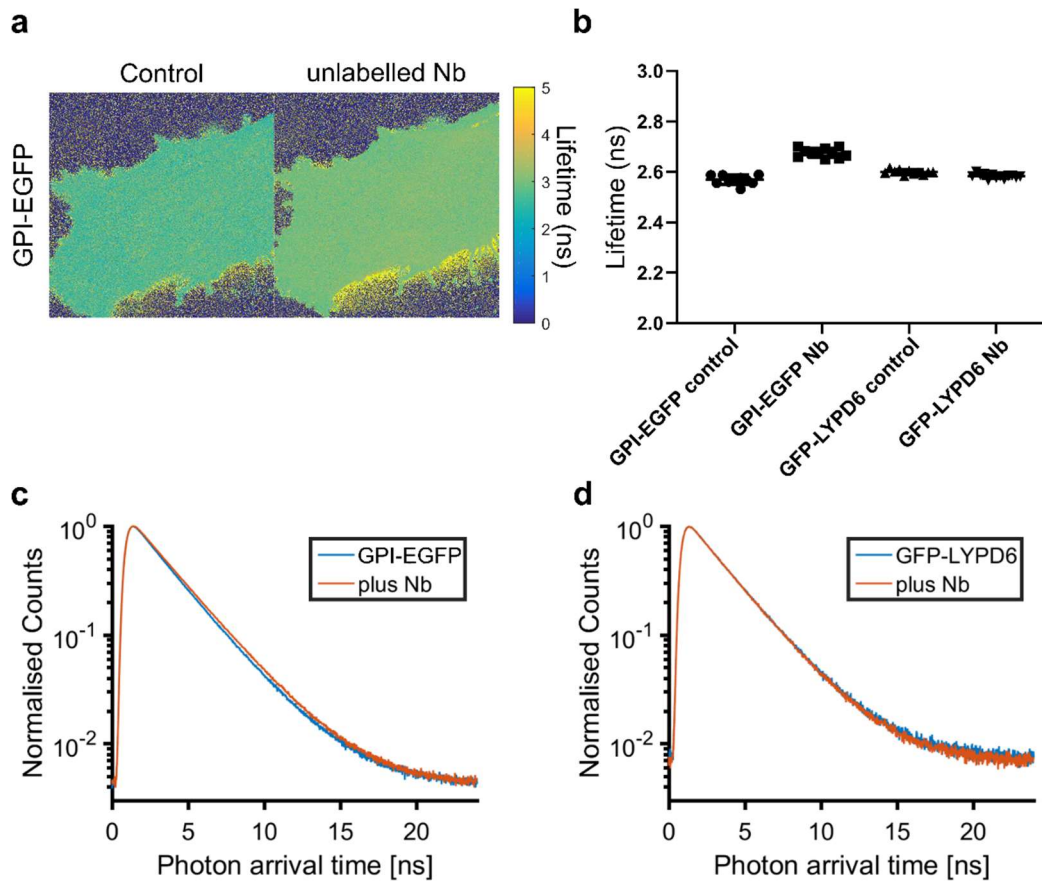 a
Control
unlabelled Nb
GPI-EGFP
5
4
3
2
1
0
Lifetime (ns)
b
3.0
2.8
2.6
2.4
2.2
2.0
Lifetime (ns)
GPI-EGFP control
GPI-EGFP Nb
GFP-LYPD6 control
GFP-LYPD6 Nb
c
10^0
10^-1
10^-2
Normalised Counts
GPI-EGFP
plus Nb
0 5 10 15 20
Photon arrival time [ns]
d
10^0
10^-1
10^-2
Normalised Counts
GFP-LYPD6
plus Nb
0 5 10 15 20
Photon arrival time [ns]